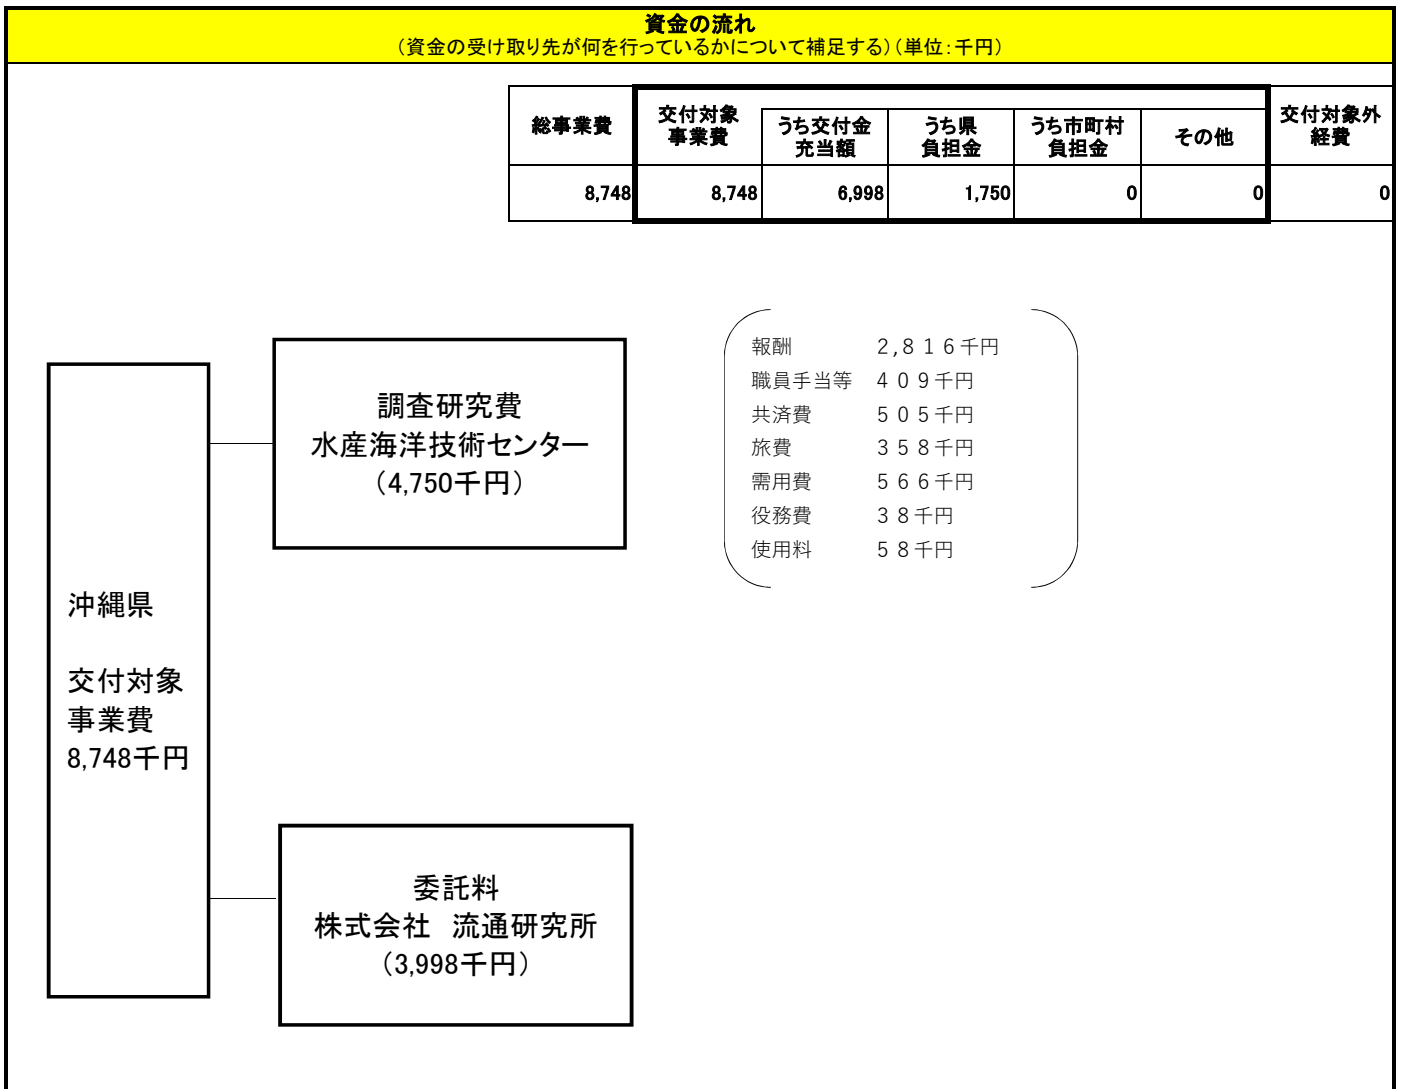 資金の流れ
（資金の受け取り先が何を行っているかについて補足する）（単位：千円）
総事業費
交付対象
事業費
うち交付金
充当額
うち県
負担金
うち市町村
負担金
その他
交付対象外
経費
8,748 8,748 6,998 1,750 0 0 0
調査研究費
水産海洋技術センター
（4,750千円）
報酬 ２,８１６千円
職員手当等 ４０９千円
共済費 ５０５千円
旅費 ３５８千円
需用費 ５６６千円
役務費 ３８千円
使用料 ５８千円
沖縄県
交付対象
事業費
8,748千円
委託料
株式会社　流通研究所
（3,998千円）